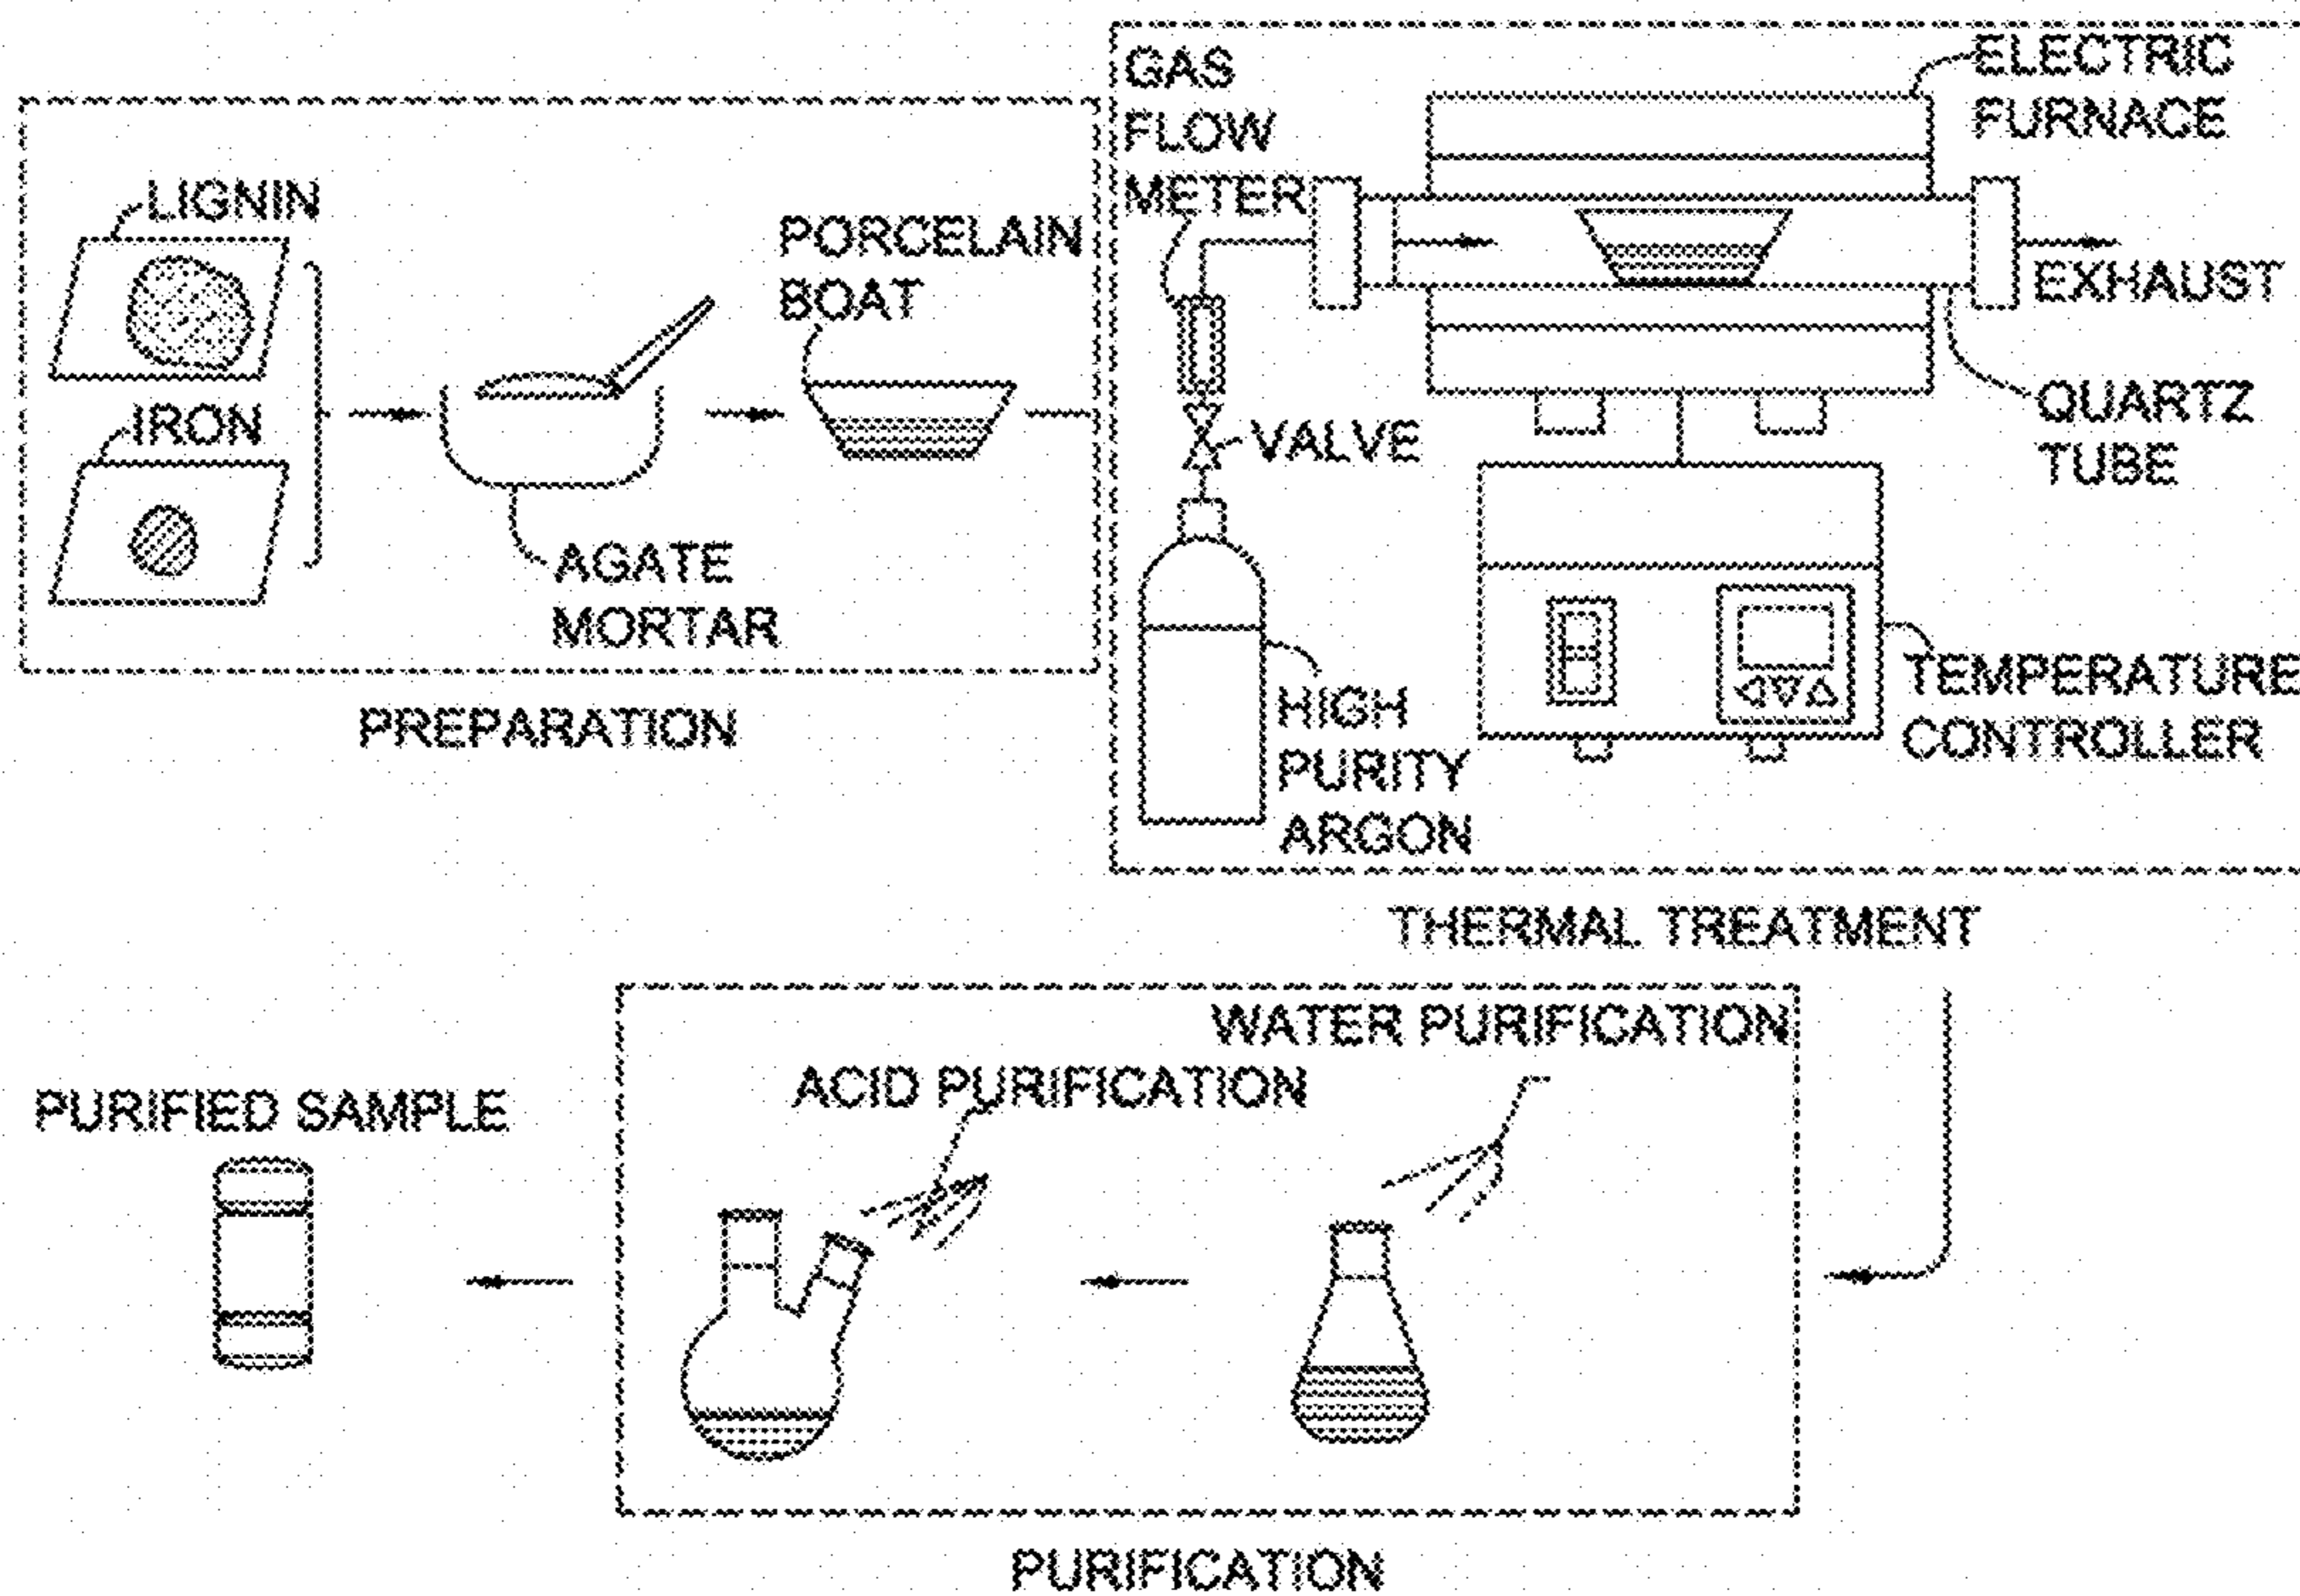 LIGNIN
IRON
AGATE
MORTAR
PORCELAIN
BOAT
PREPARATION
GAS
FLOW
METER
ELECTRIC
FURNACE
EXHAUST
QUARTZ
TUBE
VALVE
HIGH
PURITY
ARGON
TEMPERATURE
CONTROLLER
THERMAL TREATMENT
WATER PURIFICATION
ACID PURIFICATION
PURIFIED SAMPLE
PURIFICATION